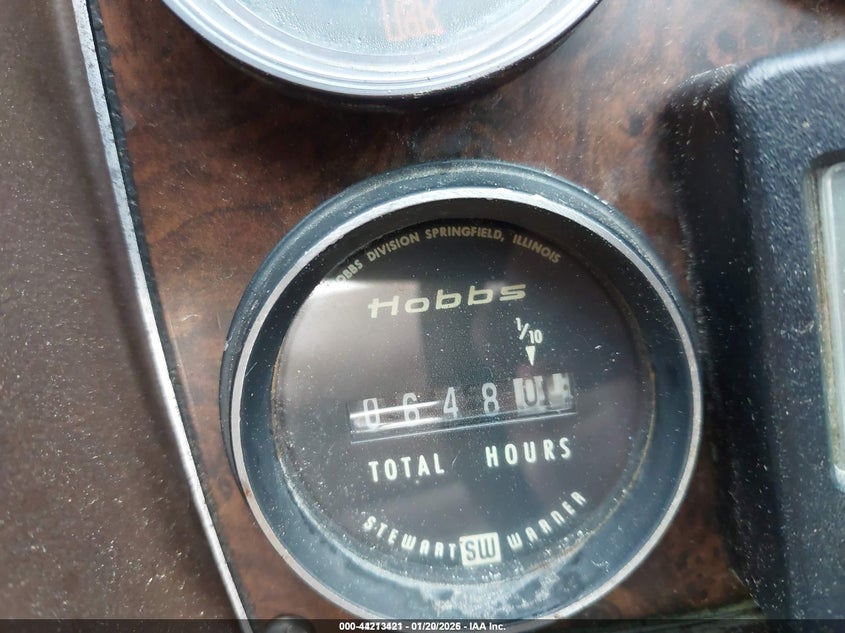 HOBBS DIVISION SPRINGFIELD, ILLINOIS
Hobbs
1/10
0648
TOTAL HOURS
STEWART SW WARNER
000-44213421 - 01/20/2026 - IAA Inc.